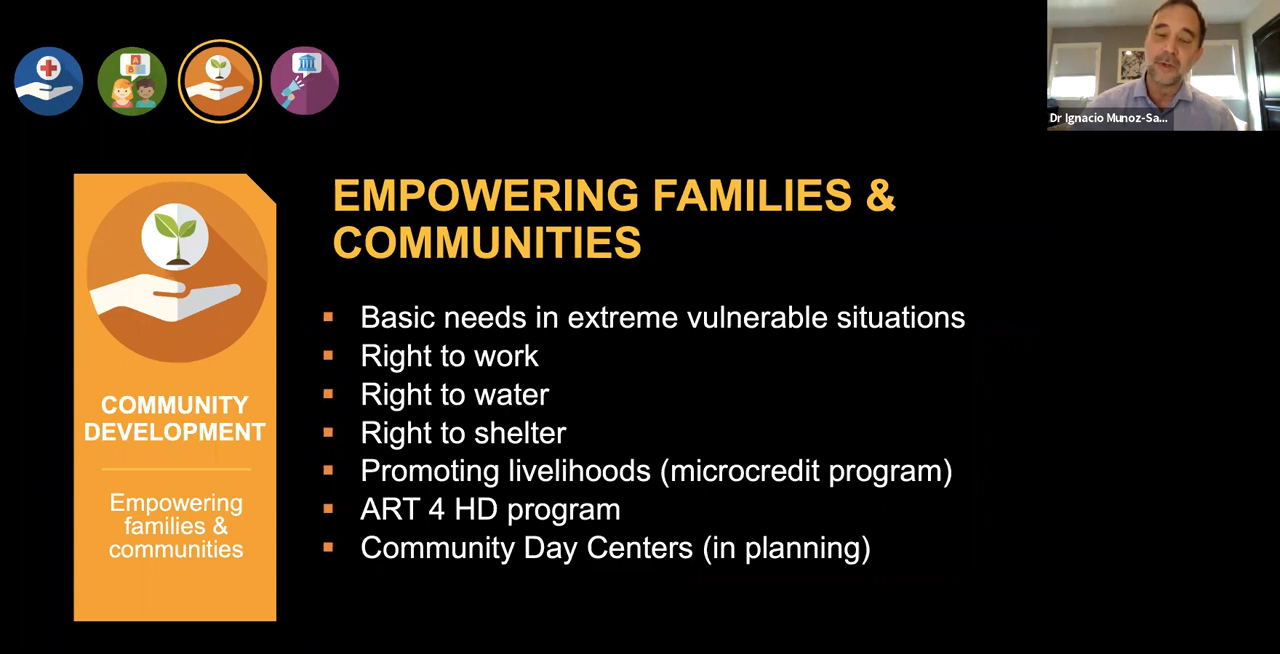 Dr Ignacio Munoz-Sa...
A
B
EMPOWERING FAMILIES &
COMMUNITIES
COMMUNITY
DEVELOPMENT
Empowering
families &
communities
Basic needs in extreme vulnerable situations
Right to work
Right to water
Right to shelter
Promoting livelihoods (microcredit program)
ART 4 HD program
Community Day Centers (in planning)